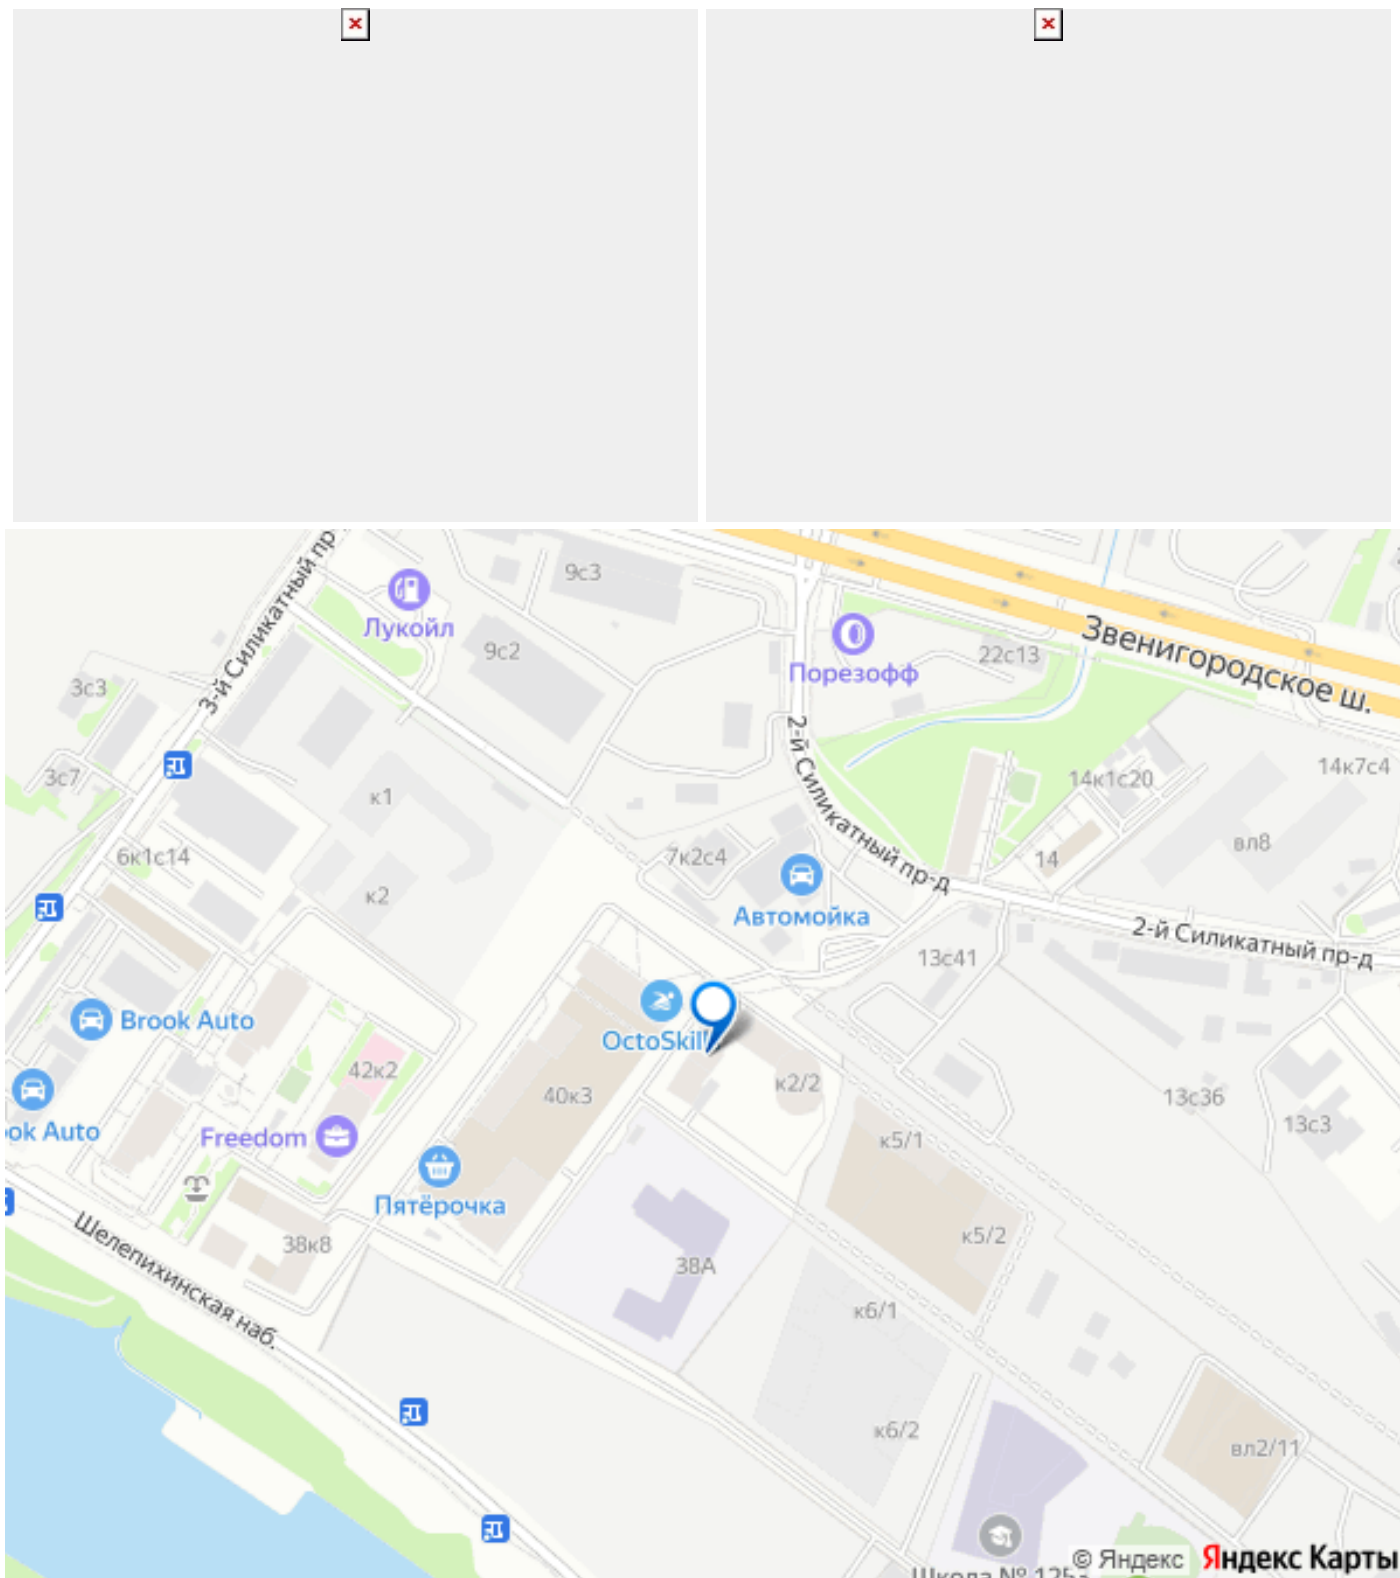 3-й Силикатный пр
Лукойл
9с3
9с2
Порезофф
22с13
Звенигородское ш.
3с3
3с7
2-й Силикатный пр-д
14к1с20
14к7с4
к1
6к1с14
7к2с4
14
вл8
к2
Автомойка
2-й Силикатный пр-д
13с41
Brook Auto
OctoSkill
42к2
40к3
к2/2
13с36
13с3
ok Auto
Freedom
к5/1
Пятёрочка
38к8
к5/2
Шелепихинская наб.
38А
к6/1
к6/2
вл2/11
© Яндекс
Яндекс Карты
Школа № 125